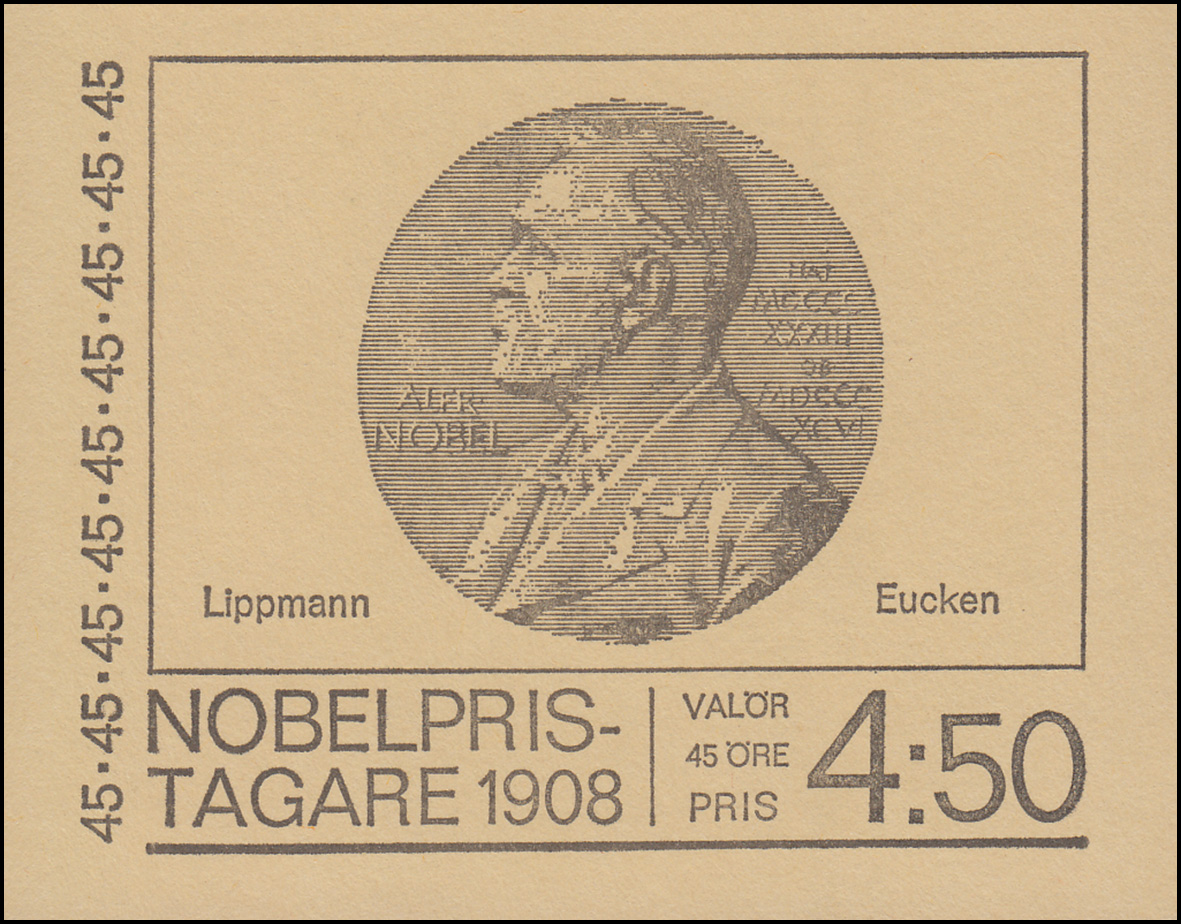 45·45·45·45·45·45·45·45·45
ALFR·
NOBEL
NAT
MDCCC
XXXIII
OB
MDCCC
XCVI
Lippmann
Eucken
NOBELPRIS-
TAGARE 1908
VALÖR
45 ÖRE
PRIS
4:50